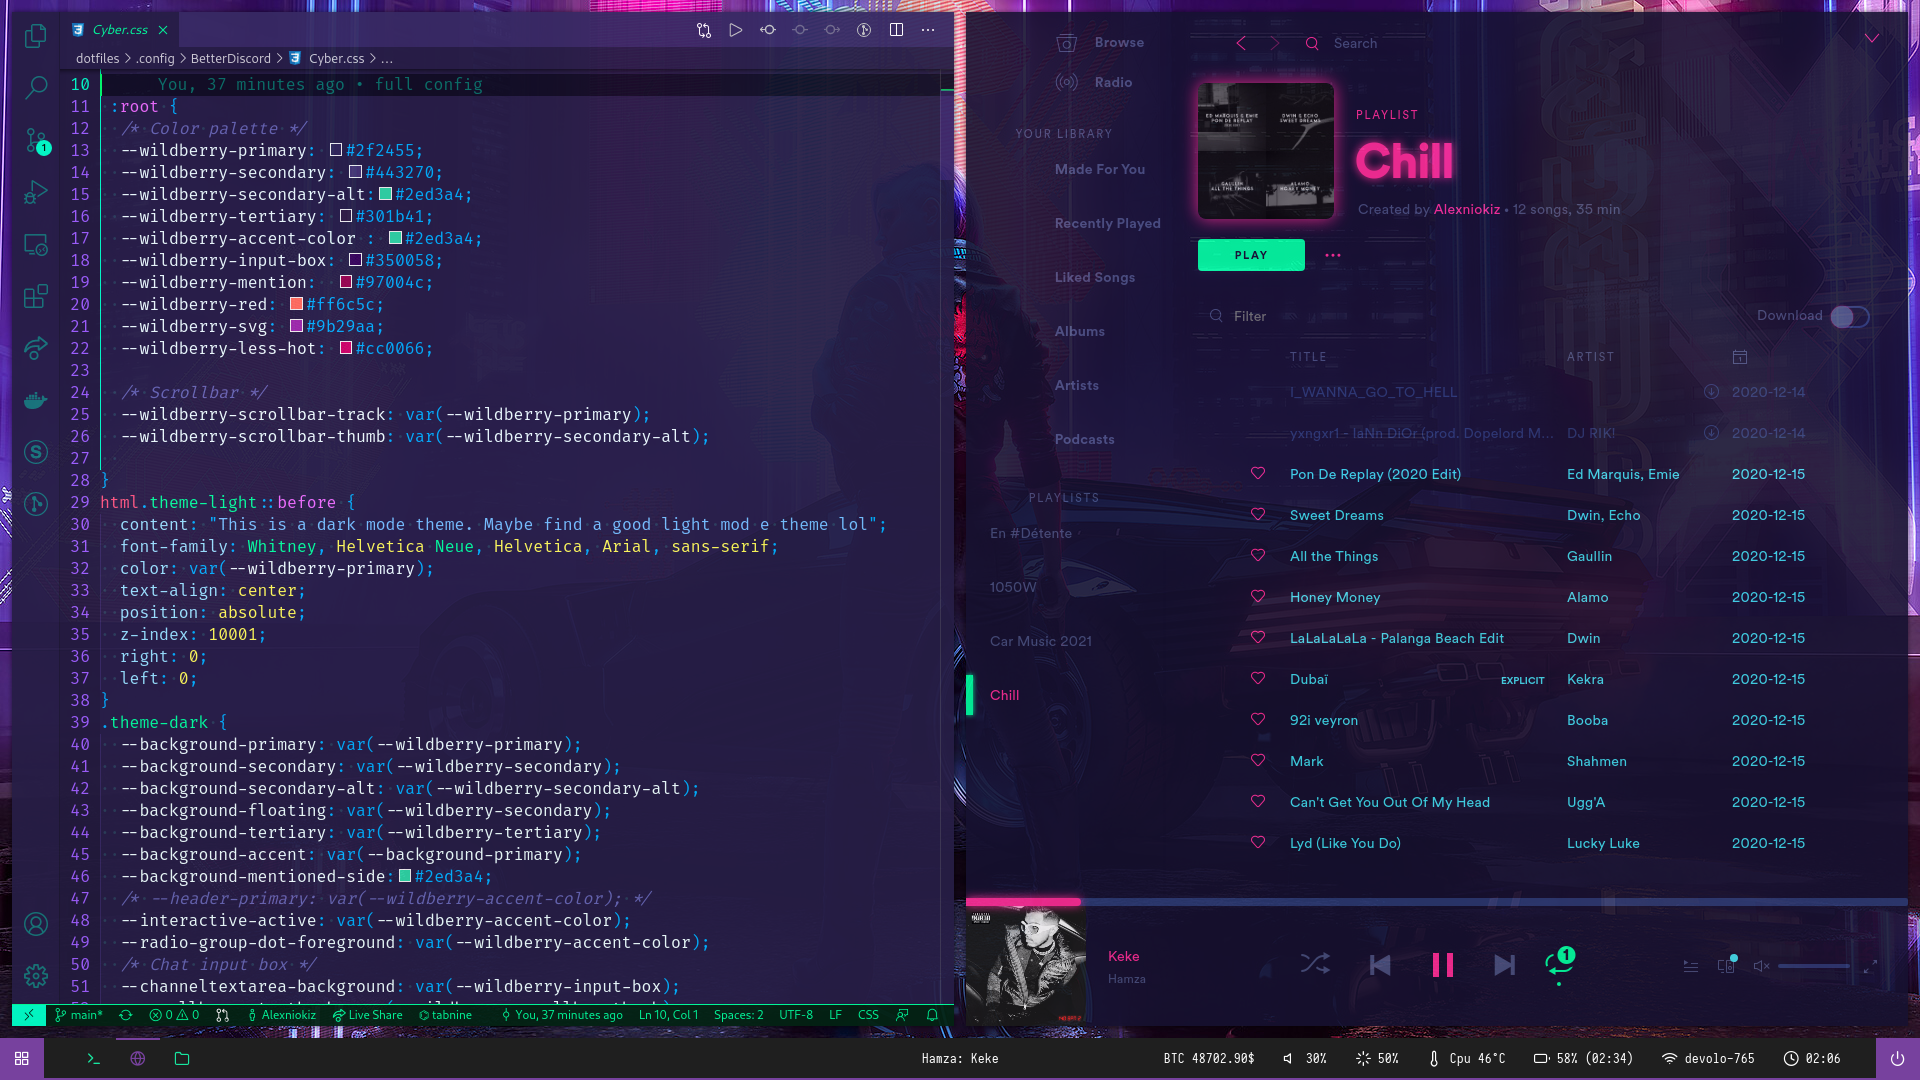 Cyber.css
dotfiles > .config > BetterDiscord > Cyber.css > ...
10 You, 37 minutes ago • full config
11 :root {
12 /* Color palette */
13 --wildberry-primary: #2f2455;
14 --wildberry-secondary: #443270;
15 --wildberry-secondary-alt: #2ed3a4;
16 --wildberry-tertiary: #301b41;
17 --wildberry-accent-color : #2ed3a4;
18 --wildberry-input-box: #350058;
19 --wildberry-mention: #97004c;
20 --wildberry-red: #ff6c5c;
21 --wildberry-svg: #9b29aa;
22 --wildberry-less-hot: #cc0066;
23
24 /* Scrollbar */
25 --wildberry-scrollbar-track: var(--wildberry-primary);
26 --wildberry-scrollbar-thumb: var(--wildberry-secondary-alt);
27
28 }
29 html.theme-light::before {
30 content: "This is a dark mode theme. Maybe find a good light mod e theme lol";
31 font-family: Whitney, Helvetica Neue, Helvetica, Arial, sans-serif;
32 color: var(--wildberry-primary);
33 text-align: center;
34 position: absolute;
35 z-index: 10001;
36 right: 0;
37 left: 0;
38 }
39 .theme-dark {
40 --background-primary: var(--wildberry-primary);
41 --background-secondary: var(--wildberry-secondary);
42 --background-secondary-alt: var(--wildberry-secondary-alt);
43 --background-floating: var(--wildberry-secondary);
44 --background-tertiary: var(--wildberry-tertiary);
45 --background-accent: var(--background-primary);
46 --background-mentioned-side: #2ed3a4;
47 /* --header-primary: var(--wildberry-accent-color); */
48 --interactive-active: var(--wildberry-accent-color);
49 --radio-group-dot-foreground: var(--wildberry-accent-color);
50 /* Chat input box */
51 --channeltextarea-background: var(--wildberry-input-box);
1
main* 0 0 Alexniokiz Live Share tabnine You, 37 minutes ago Ln 10, Col 1 Spaces: 2 UTF-8 LF CSS
Browse
Radio
YOUR LIBRARY
Made For You
Recently Played
Liked Songs
Albums
Artists
Podcasts
PLAYLISTS
En #Détente
1050W
Car Music 2021
Chill
Search
ED MARQUIS & EMIE
PON DE REPLAY
DWIN & ECHO
SWEET DREAMS
GAULLIN
ALL THE THINGS
ALAMO
HONEY MONEY
PLAYLIST
Chill
Created by Alexniokiz • 12 songs, 35 min
PLAY
Filter
Download
TITLE ARTIST
I_WANNA_GO_TO_HELL 2020-12-14
yxngxr1 - laNn DiOr (prod. Dopelord M... DJ RIKI 2020-12-14
Pon De Replay (2020 Edit) Ed Marquis, Emie 2020-12-15
Sweet Dreams Dwin, Echo 2020-12-15
All the Things Gaullin 2020-12-15
Honey Money Alamo 2020-12-15
LaLaLaLaLa - Palanga Beach Edit Dwin 2020-12-15
Dubaï EXPLICIT Kekra 2020-12-15
92i veyron Booba 2020-12-15
Mark Shahmen 2020-12-15
Can't Get You Out Of My Head Ugg'A 2020-12-15
Lyd (Like You Do) Lucky Luke 2020-12-15
Keke
Hamza
1
Hamza: Keke
BTC 48702.90$ 30% 50% Cpu 46°C 58% (02:34) devolo-765 02:06